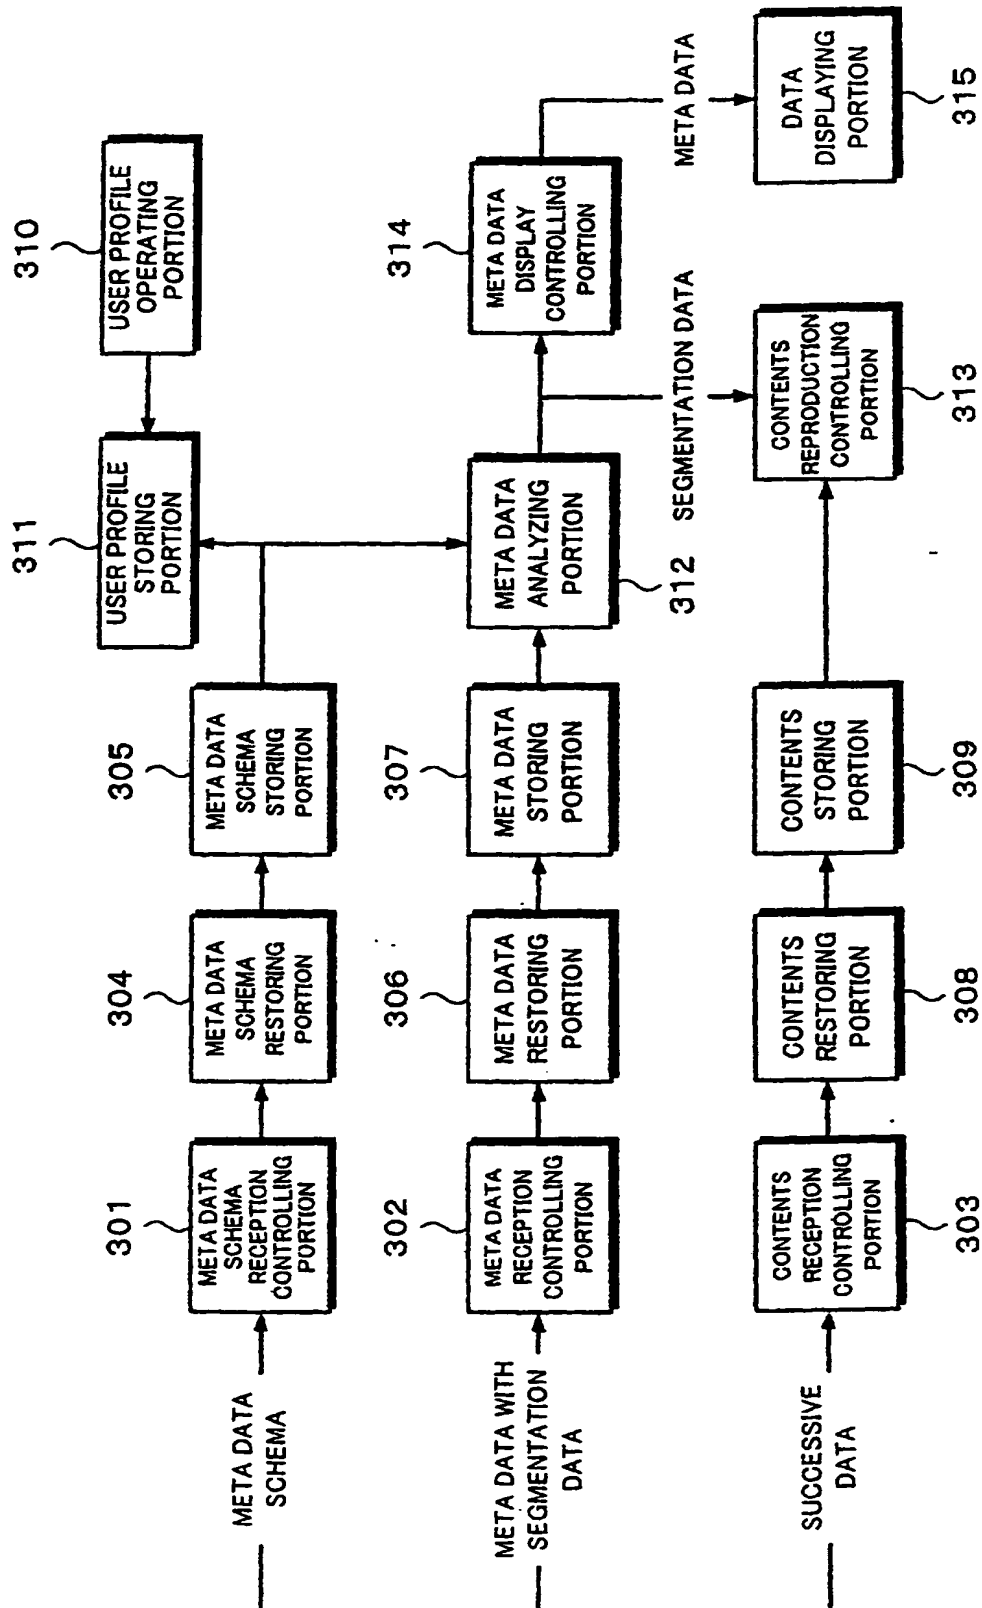 310
USER PROFILE
OPERATING
PORTION
311
USER PROFILE
STORING
PORTION
META DATA
SCHEMA
301
META DATA
SCHEMA
RECEPTION
CONTROLLING
PORTION
304
META DATA
SCHEMA
RESTORING
PORTION
305
META DATA
SCHEMA
STORING
PORTION
META DATA WITH
SEGMENTATION
DATA
302
META DATA
RECEPTION
CONTROLLING
PORTION
306
META DATA
RESTORING
PORTION
307
META DATA
STORING
PORTION
META DATA
ANALYZING
PORTION
312
314
META DATA
DISPLAY
CONTROLLING
PORTION
SEGMENTATION DATA
META DATA
SUCCESSIVE
DATA
CONTENTS
RECEPTION
CONTROLLING
PORTION
303
CONTENTS
RESTORING
PORTION
308
CONTENTS
STORING
PORTION
309
CONTENTS
REPRODUCTION
CONTROLLING
PORTION
313
DATA
DISPLAYING
PORTION
315